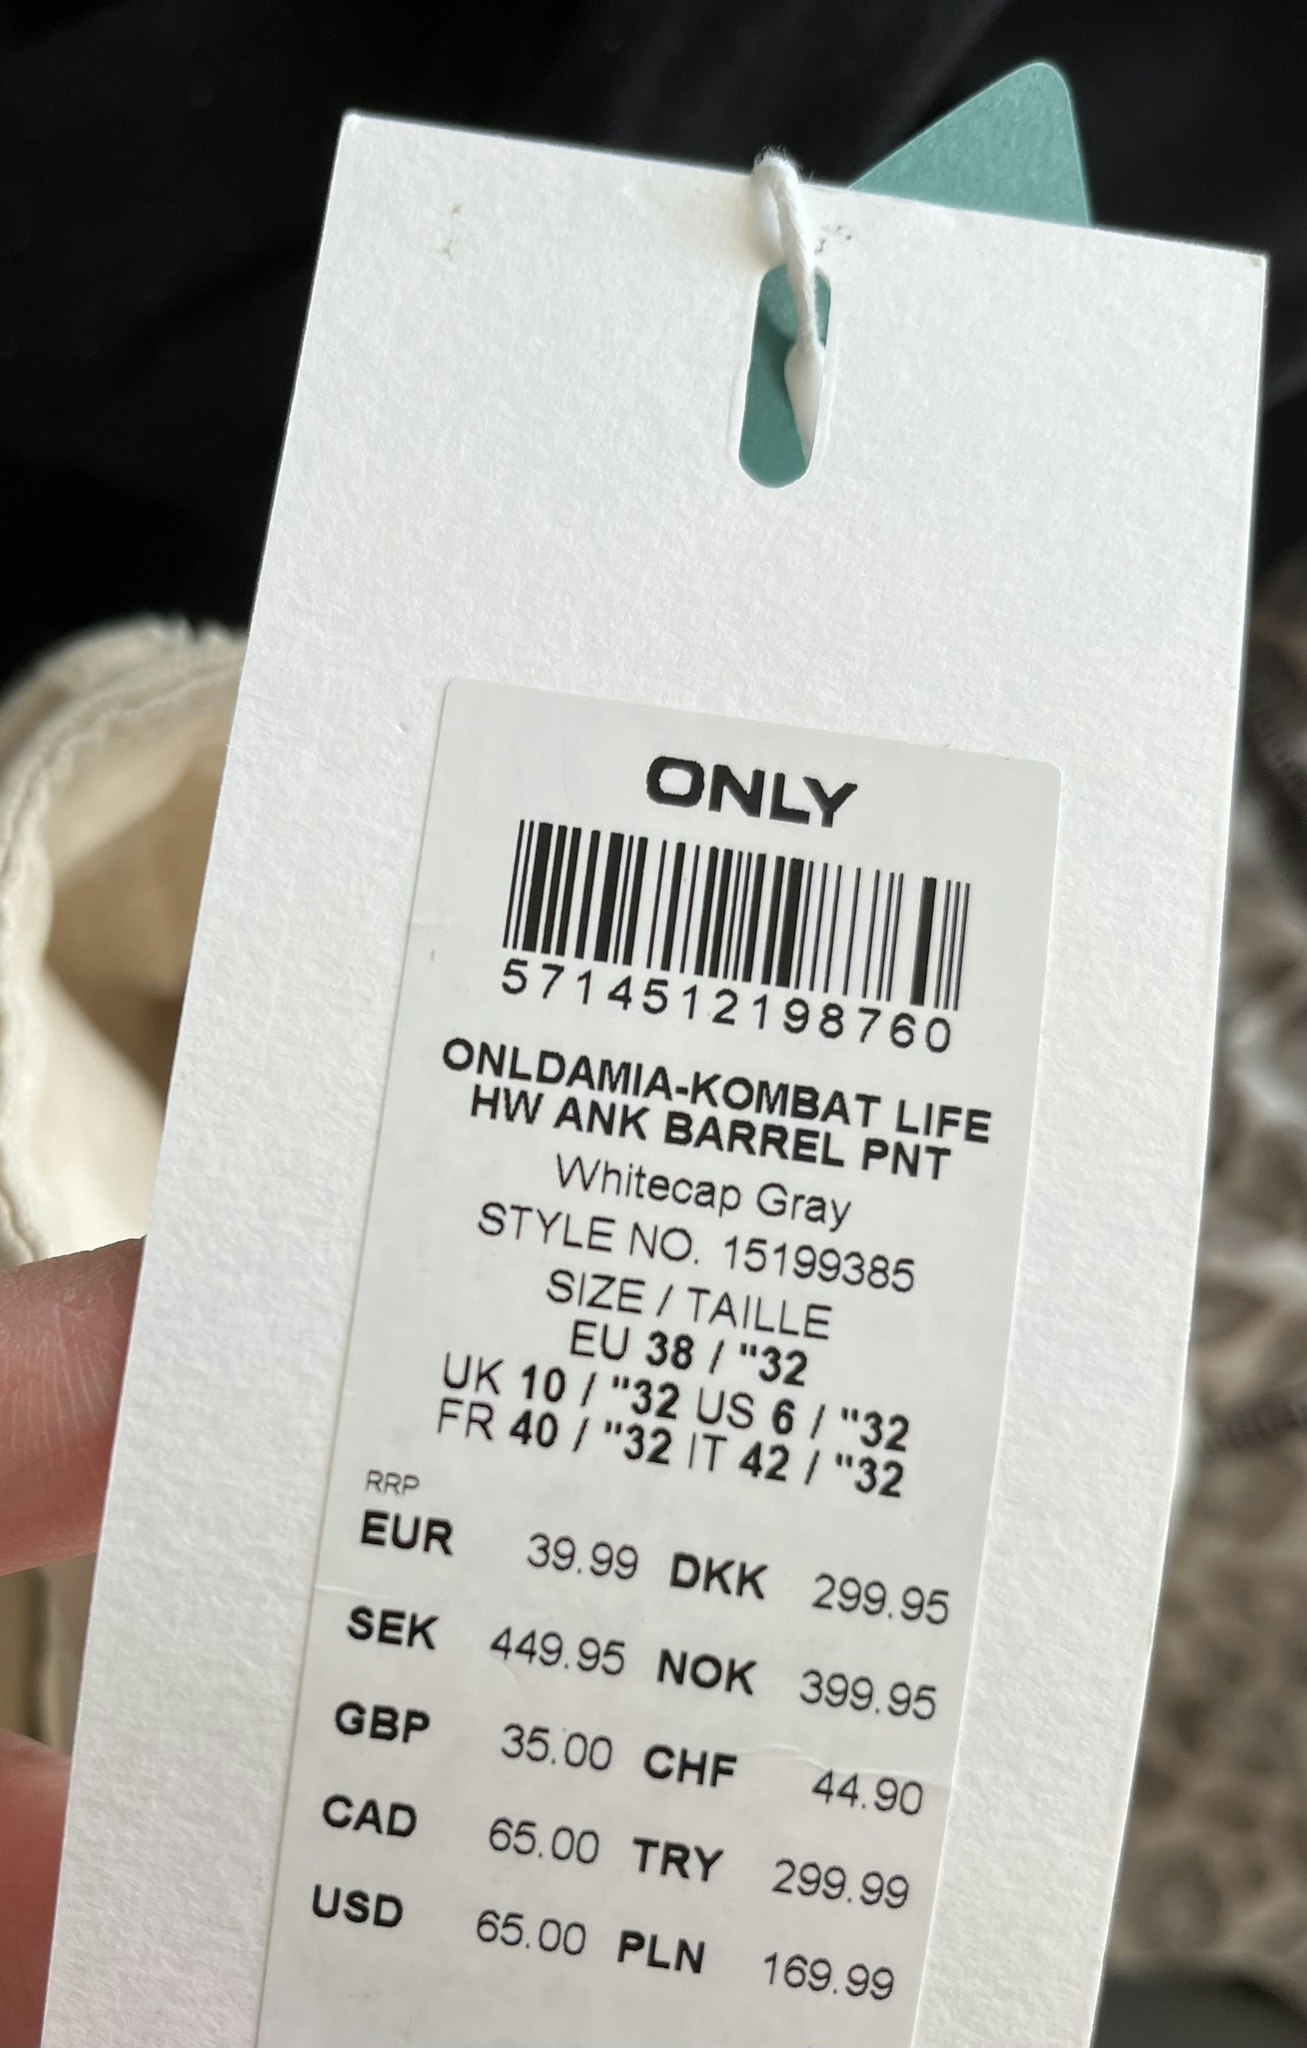 ONLY
5714512198760
ONLDAMIA-KOMBAT LIFE
HW ANK BARREL PNT
Whitecap Gray
STYLE NO. 15199385
SIZE / TAILLE
EU 38 / "32
UK 10 / "32 US 6 / "32
FR 40 / "32 IT 42 / "32
RRP
EUR 39.99 DKK 299.95
SEK 449.95 NOK 399.95
GBP 35.00 CHF 44.90
CAD 65.00 TRY 299.99
USD 65.00 PLN 169.99